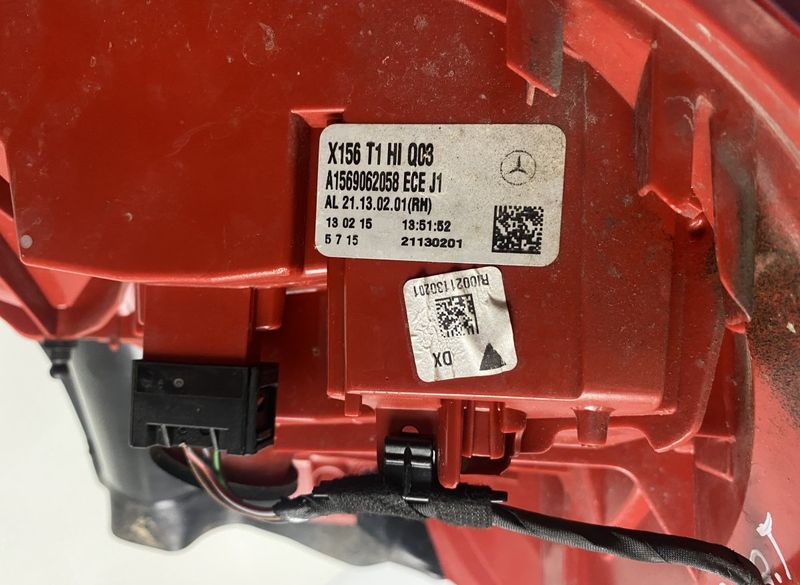 X156 T1 HI Q03
A1569062058 ECE J1
AL 21.13.02.01(RH)
13 02 15 13:51:52
5 7 15 21130201
RI0021130201
DX